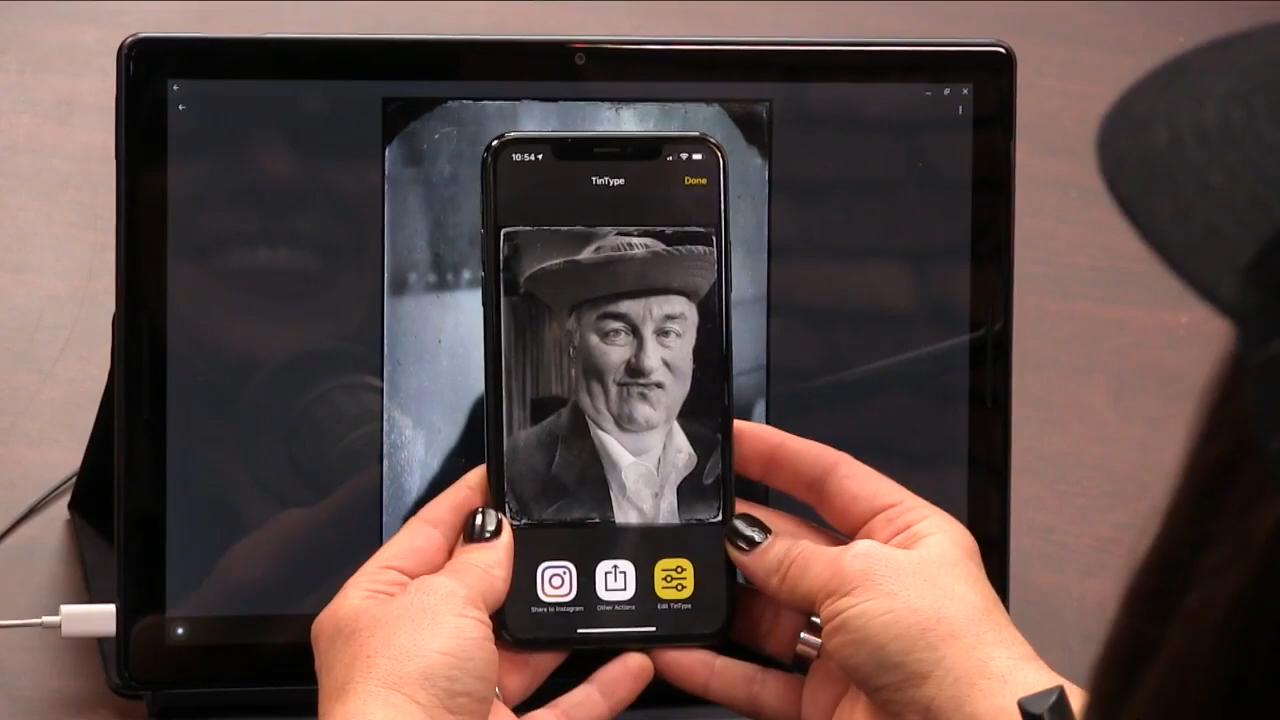 10:54
TinType
Done
Share to Instagram
Other Actions
Edit TinType